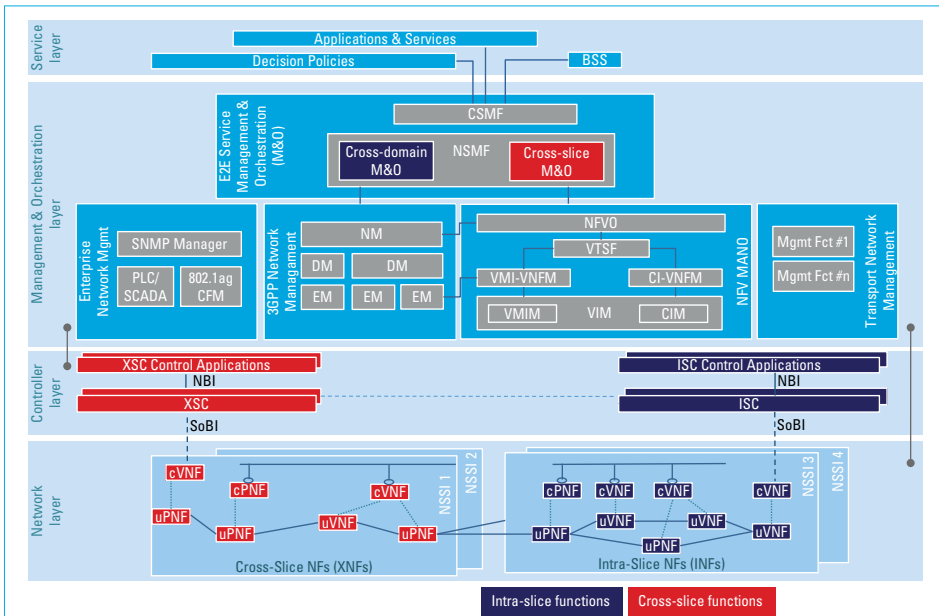 Service
layer
Applications & Services
Decision Policies
BSS
Management & Orchestration
layer
E2E Service
Management &
Orchestration
(M&O)
CSMF
NSMF
Cross-domain
M&O
Cross-slice
M&O
Enterprise
Network Mgmt
SNMP Manager
PLC/
SCADA
802.1ag
CFM
3GPP Network
Managament
NM
DM
DM
EM
EM
EM
NFVO
VTSF
VMI-VNFM
CI-VNFM
VMIM
VIM
CIM
NFV MANO
Mgmt Fct #1
Mgmt Fct #n
Transport Network
Management
Controller
layer
XSC Control Applications
NBI
XSC
SoBI
ISC Control Applications
NBI
ISC
SoBI
Network
layer
cVNF
cPNF
cVNF
uPNF
uPNF
uVNF
uPNF
NSSI 1
NSSI 2
Cross-Slice NFs (XNFs)
cPNF
cVNF
cVNF
cVNF
uPNF
uVNF
uPNF
uVNF
uVNF
NSSI 3
NSSI 4
Intra-Slice NFs (INFs)
Intra-slice functions
Cross-slice functions